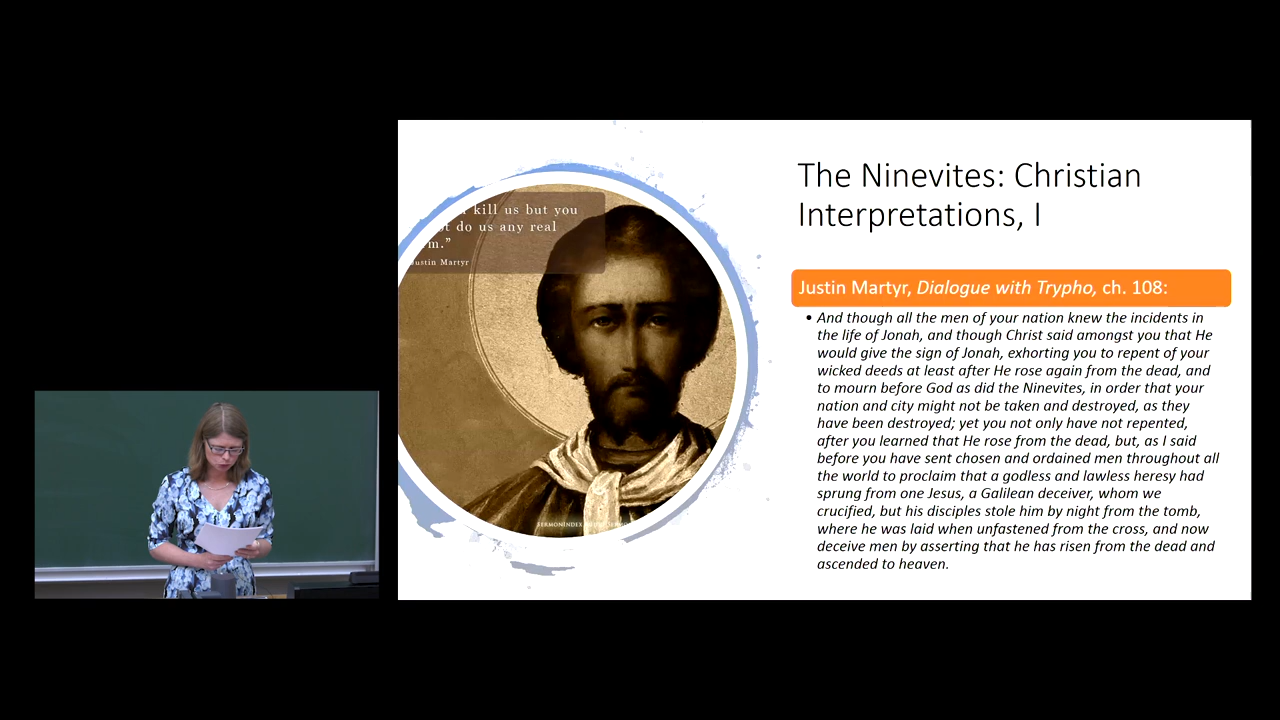 kill us but you
do us any real
Justin Martyr
The Ninevites: Christian
Interpretations, I
Justin Martyr, Dialogue with Trypho, ch. 108:
• And though all the men of your nation knew the incidents in
the life of Jonah, and though Christ said amongst you that He
would give the sign of Jonah, exhorting you to repent of your
wicked deeds at least after He rose again from the dead, and
to mourn before God as did the Ninevites, in order that your
nation and city might not be taken and destroyed, as they
have been destroyed; yet you not only have not repented,
after you learned that He rose from the dead, but, as I said
before you have sent chosen and ordained men throughout all
the world to proclaim that a godless and lawless heresy had
sprung from one Jesus, a Galilean deceiver, whom we
crucified, but his disciples stole him by night from the tomb,
where he was laid when unfastened from the cross, and now
deceive men by asserting that he has risen from the dead and
ascended to heaven.